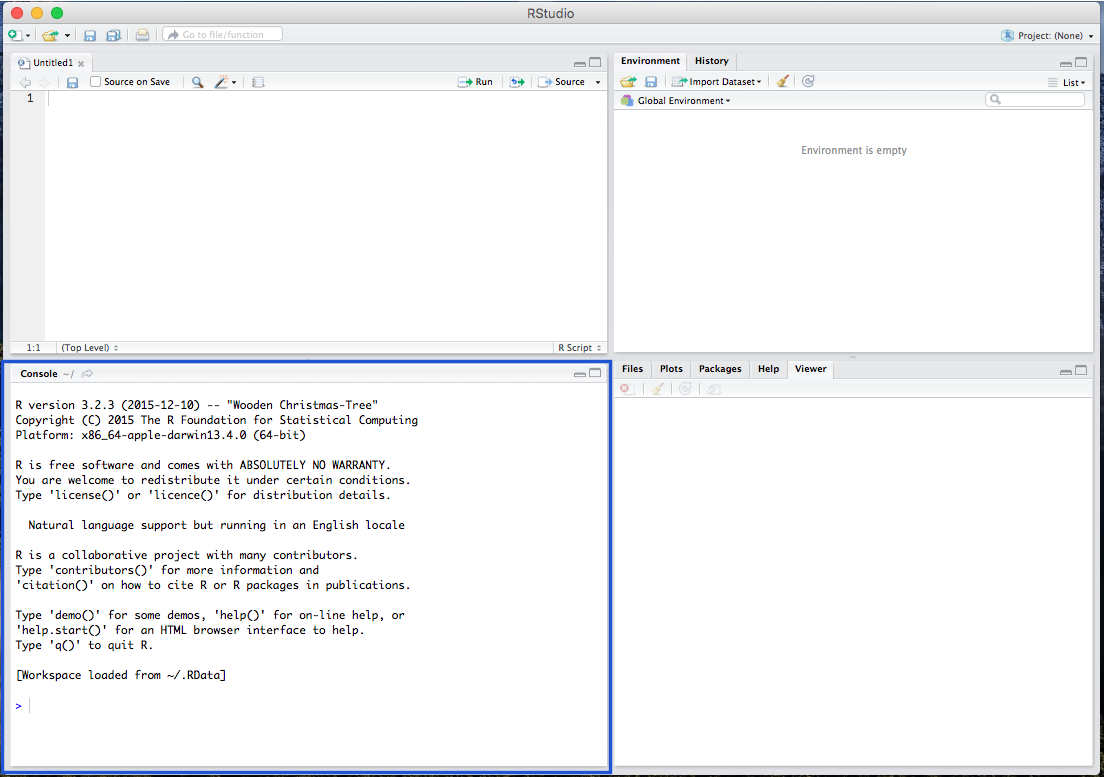 RStudio
Go to file/function
Project: (None)
Untitled1
Source on Save
Run
Source
1
1:1
(Top Level)
R Script
Environment
History
Import Dataset
List
Global Environment
Environment is empty
Console ~/
R version 3.2.3 (2015-12-10) -- "Wooden Christmas-Tree"
Copyright (C) 2015 The R Foundation for Statistical Computing
Platform: x86_64-apple-darwin13.4.0 (64-bit)
R is free software and comes with ABSOLUTELY NO WARRANTY.
You are welcome to redistribute it under certain conditions.
Type 'license()' or 'licence()' for distribution details.
Natural language support but running in an English locale
R is a collaborative project with many contributors.
Type 'contributors()' for more information and
'citation()' on how to cite R or R packages in publications.
Type 'demo()' for some demos, 'help()' for on-line help, or
'help.start()' for an HTML browser interface to help.
Type 'q()' to quit R.
[Workspace loaded from ~/.RData]
>
Files
Plots
Packages
Help
Viewer